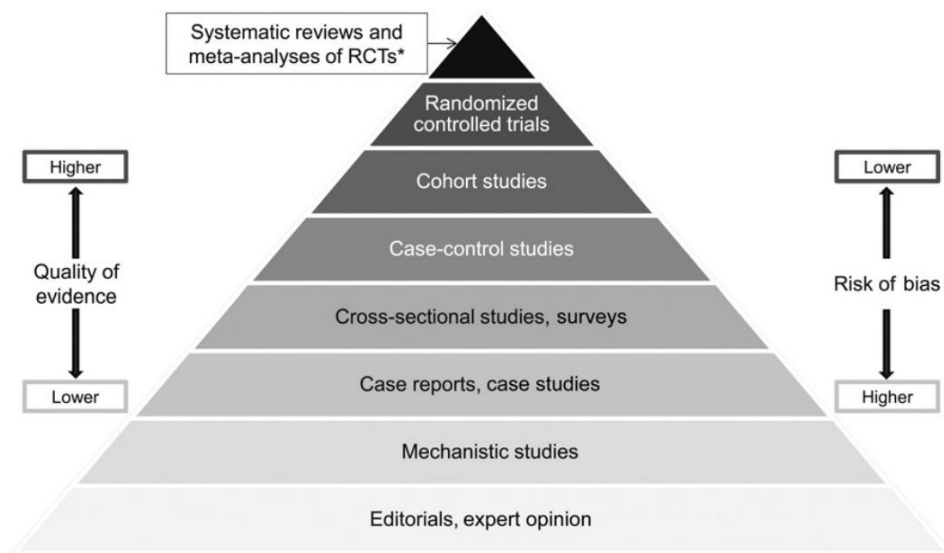 Systematic reviews and
meta-analyses of RCTs*
Randomized
controlled trials
Higher
Lower
Cohort studies
Case-control studies
Quality of
evidence
Risk of bias
Cross-sectional studies, surveys
Case reports, case studies
Lower
Higher
Mechanistic studies
Editorials, expert opinion